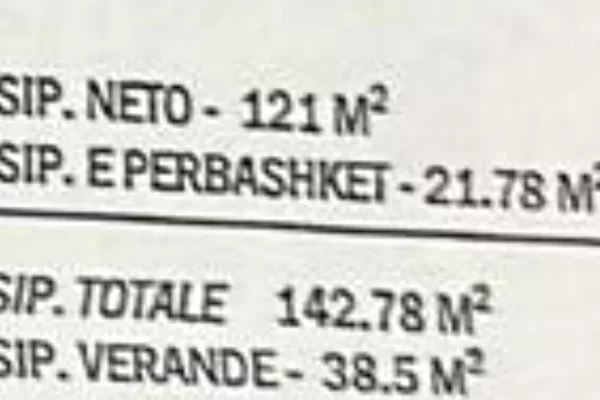 SIP. NETO - 121 M²
SIP. E PERBASHKET - 21.78 M²
SIP. TOTALE 142.78 M²
SIP. VERANDE - 38.5 M²